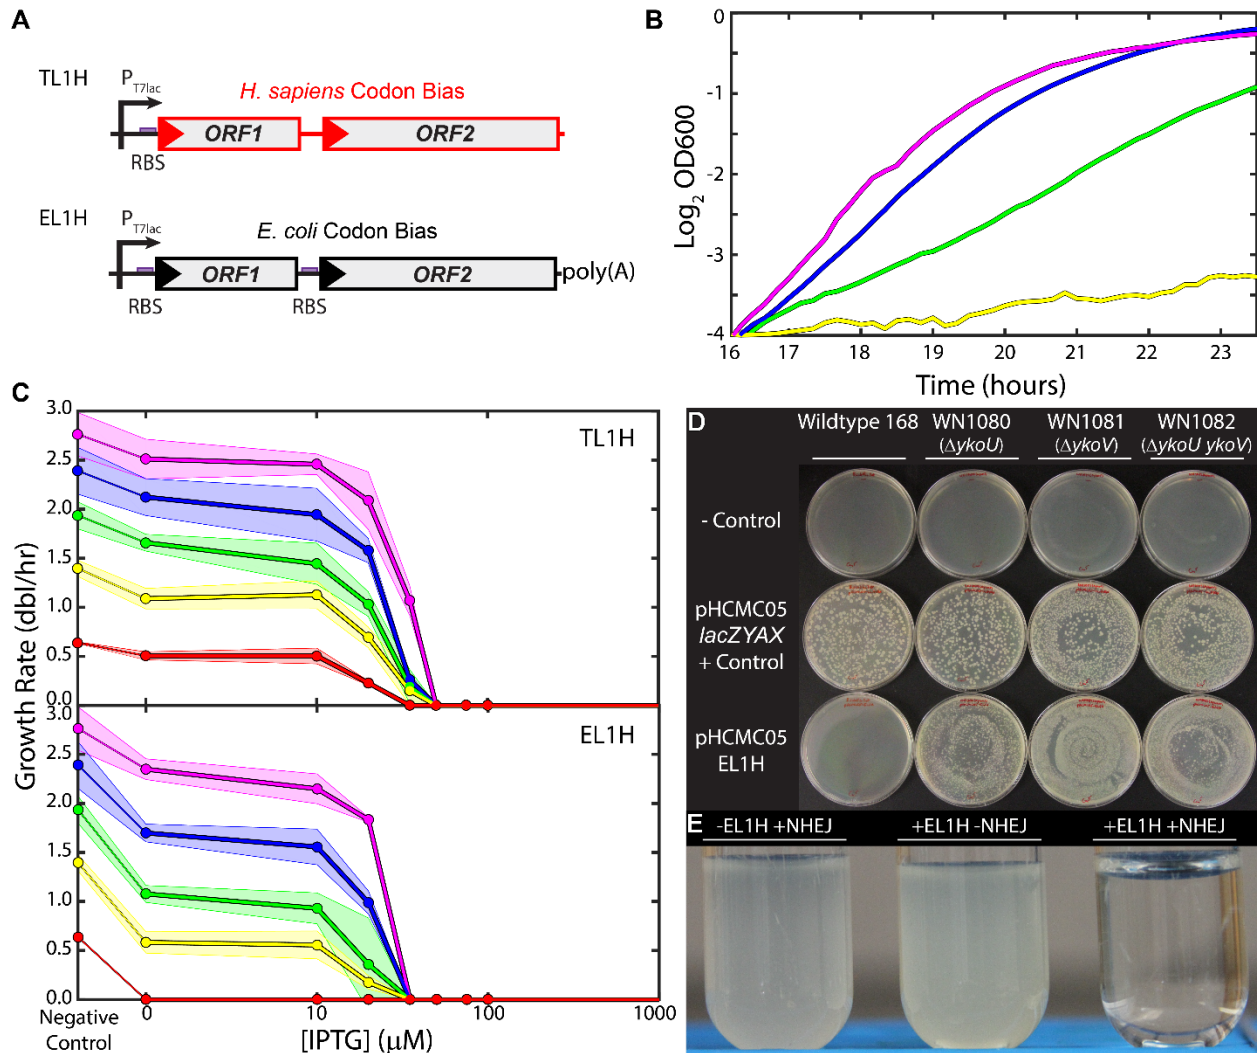 A
TL1H
P T7lac
H. sapiens Codon Bias
ORF1
ORF2
RBS
EL1H
P T7lac
E. coli Codon Bias
ORF1
ORF2
poly(A)
RBS
RBS
B
Log2 OD600
0
-1
-2
-3
-4
16 17 18 19 20 21 22 23
Time (hours)
C
Growth Rate (dbl/hr)
TL1H
3.0
2.5
2.0
1.5
1.0
0.5
0.0
EL1H
3.0
2.5
2.0
1.5
1.0
0.5
0.0
Negative Control
0 10 100 1000
[IPTG] (μM)
D
Wildtype 168
WN1080 (ΔykoU)
WN1081 (ΔykoV)
WN1082 (ΔykoU ykoV)
- Control
pHCMC05
lacZYAX
+ Control
pHCMC05
EL1H
E
-EL1H +NHEJ
+EL1H -NHEJ
+EL1H +NHEJ